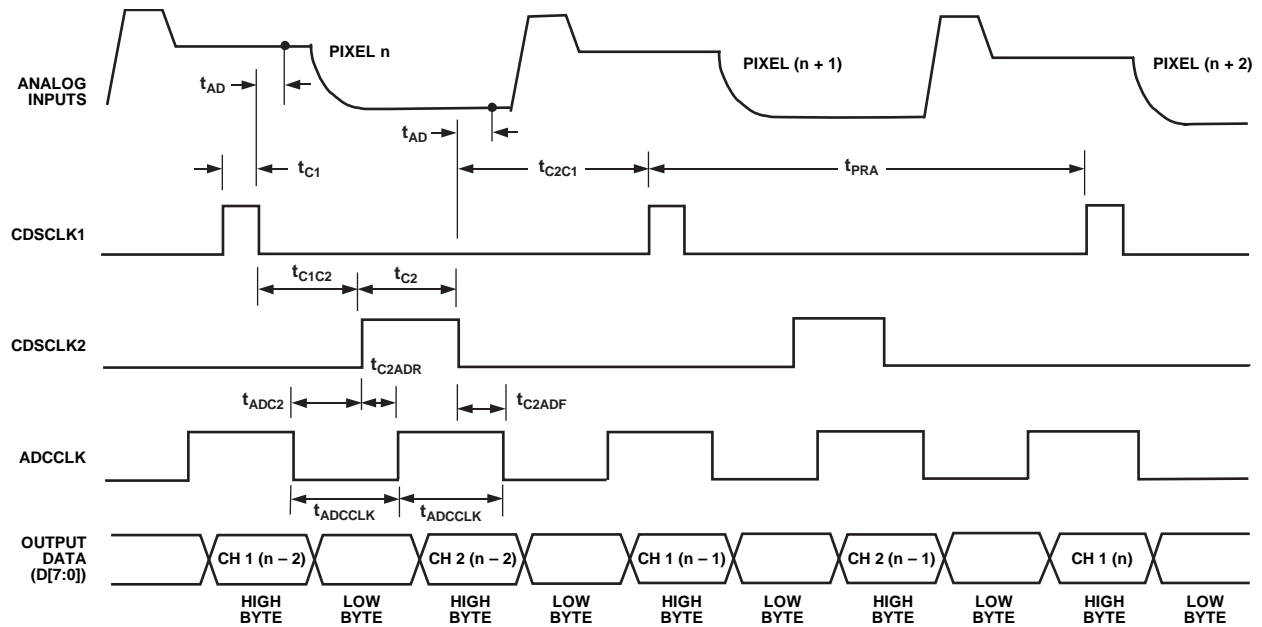 ANALOG
INPUTS
PIXEL n
PIXEL (n + 1)
PIXEL (n + 2)
tAD
tAD
tC1
tC2C1
tPRA
CDSCLK1
tC1C2
tC2
CDSCLK2
tC2ADR
tADC2
tC2ADF
ADCCLK
tADCCLK
tADCCLK
OUTPUT
DATA
(D[7:0])
CH 1 (n – 2)
CH 2 (n – 2)
CH 1 (n – 1)
CH 2 (n – 1)
CH 1 (n)
HIGH
BYTE
LOW
BYTE
HIGH
BYTE
LOW
BYTE
HIGH
BYTE
LOW
BYTE
HIGH
BYTE
LOW
BYTE
HIGH
BYTE
LOW
BYTE